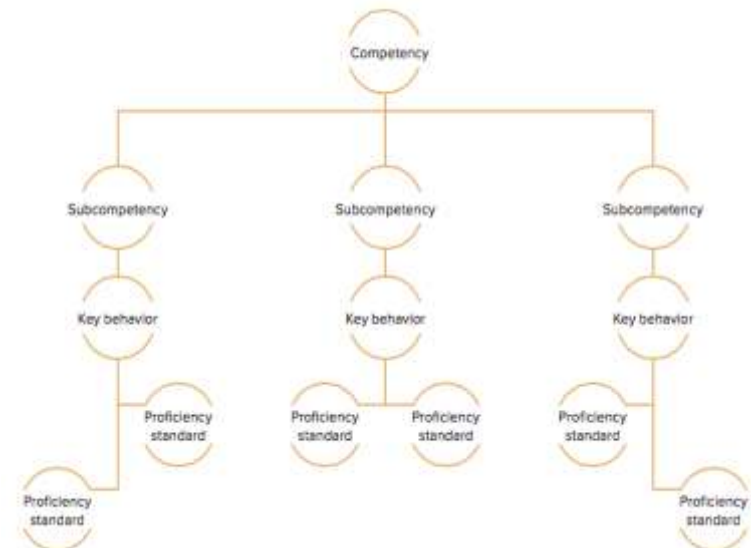 Competency
Subcompetency
Subcompetency
Subcompetency
Key behavior
Key behavior
Key behavior
Proficiency
standard
Proficiency
standard
Proficiency
standard
Proficiency
standard
Proficiency
standard
Proficiency
standard